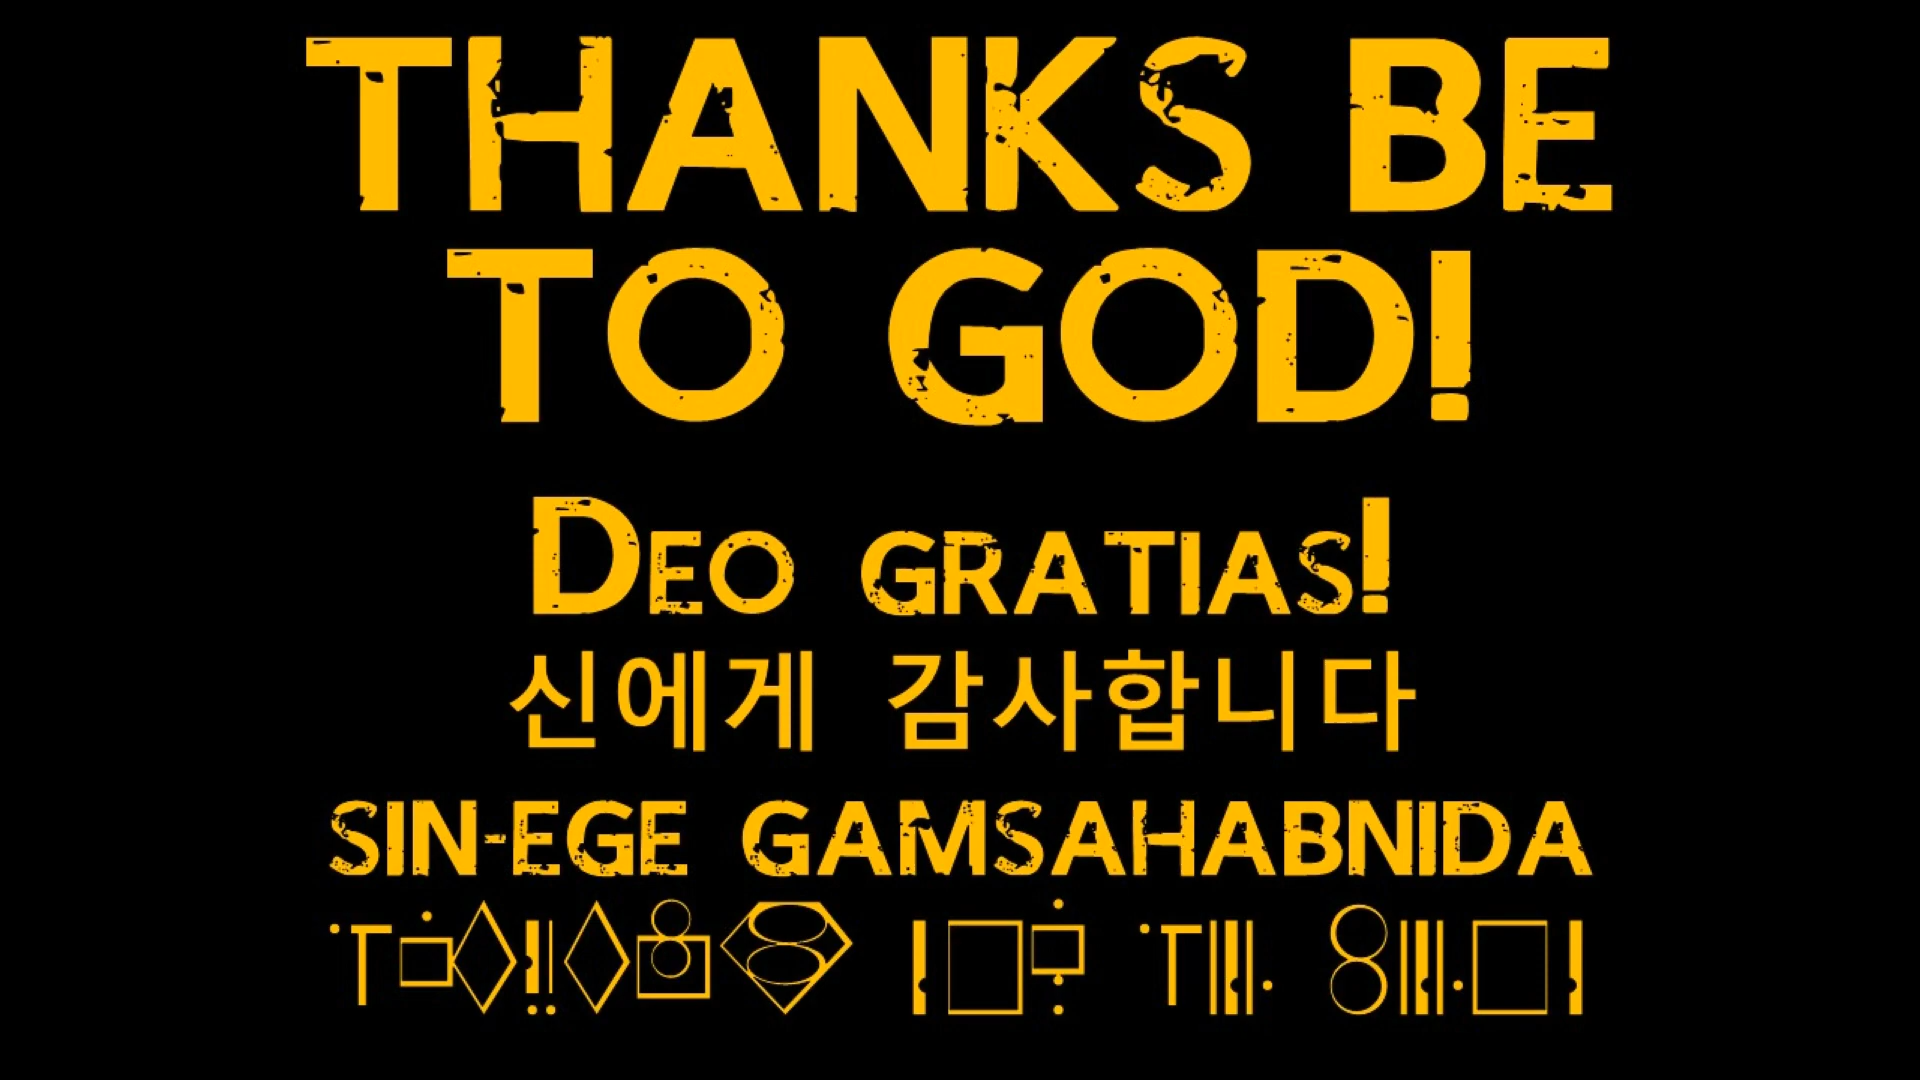 THANKS BE
TO GOD!
DEO GRATIAS!
신에게 감사합니다
SIN-EGE GAMSAHABNIDA